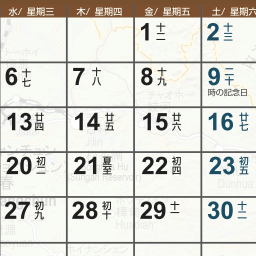 水/ 星期三 木/ 星期四 金/ 星期五 土/ 星期六
1 十二 2 十三
6 十七 7 十八 8 十九 9 二十
時の記念日
13 廿四 14 廿五 15 廿六 16 廿七
20 初二 21 夏至 22 初四 23 初五
27 初九 28 初十 29 十一 30 十二